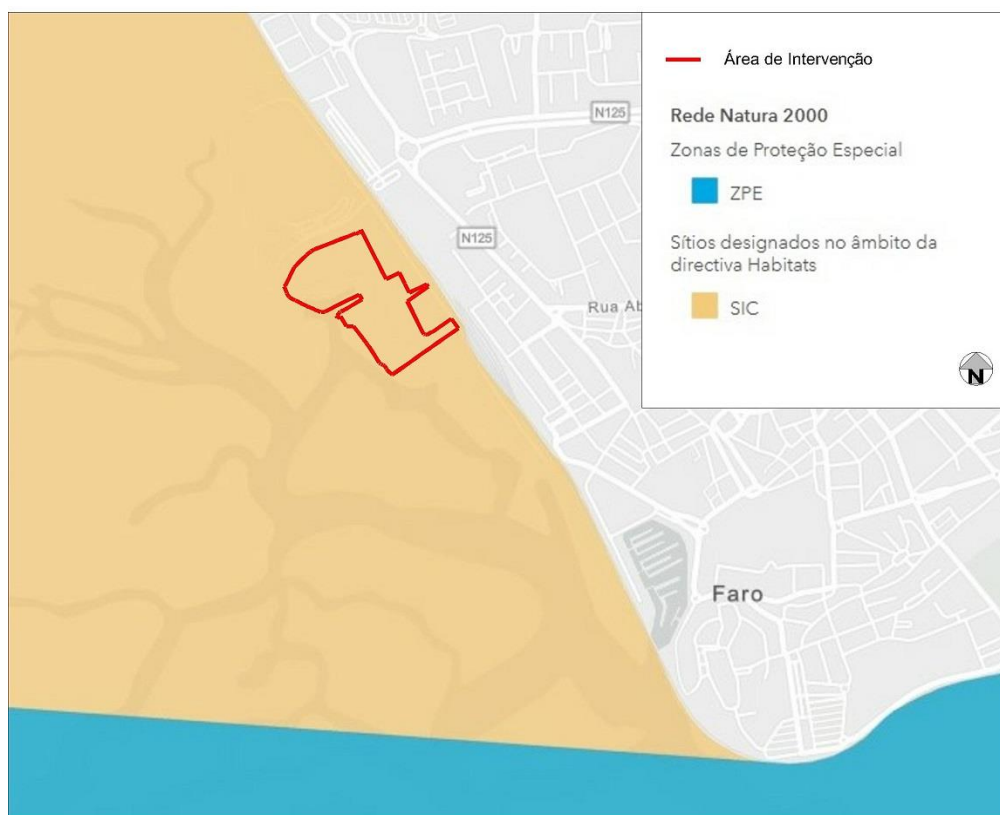 Área de Intervenção
Rede Natura 2000
Zonas de Proteção Especial
ZPE
Sítios designados no âmbito da
directiva Habitats
SIC
N
N125
N125
Rua Ab
Faro